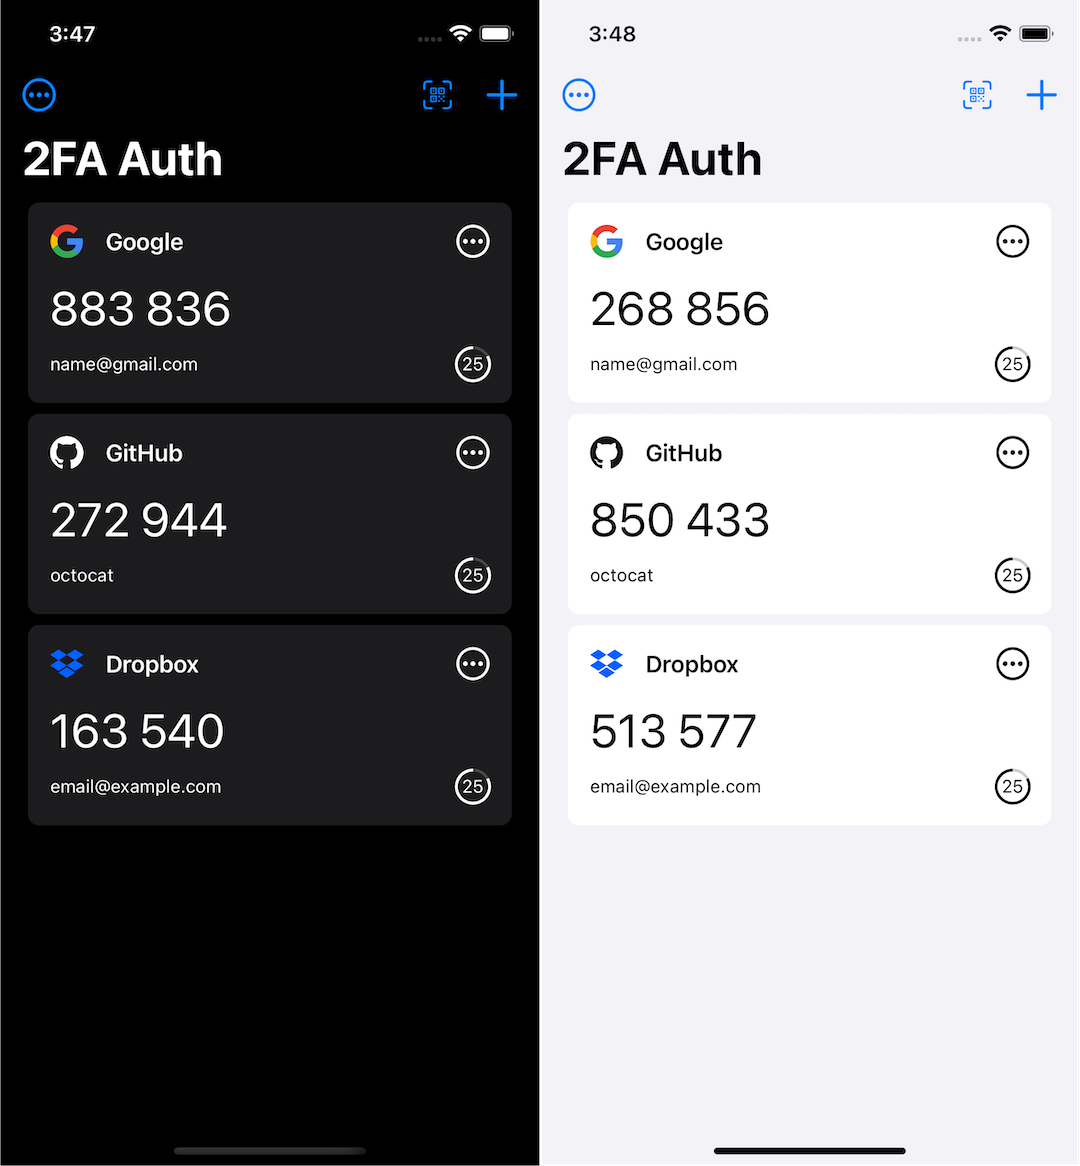 3:47
2FA Auth
Google
883 836
name@gmail.com
25
GitHub
272 944
octocat
25
Dropbox
163 540
email@example.com
25
3:48
2FA Auth
Google
268 856
name@gmail.com
25
GitHub
850 433
octocat
25
Dropbox
513 577
email@example.com
25